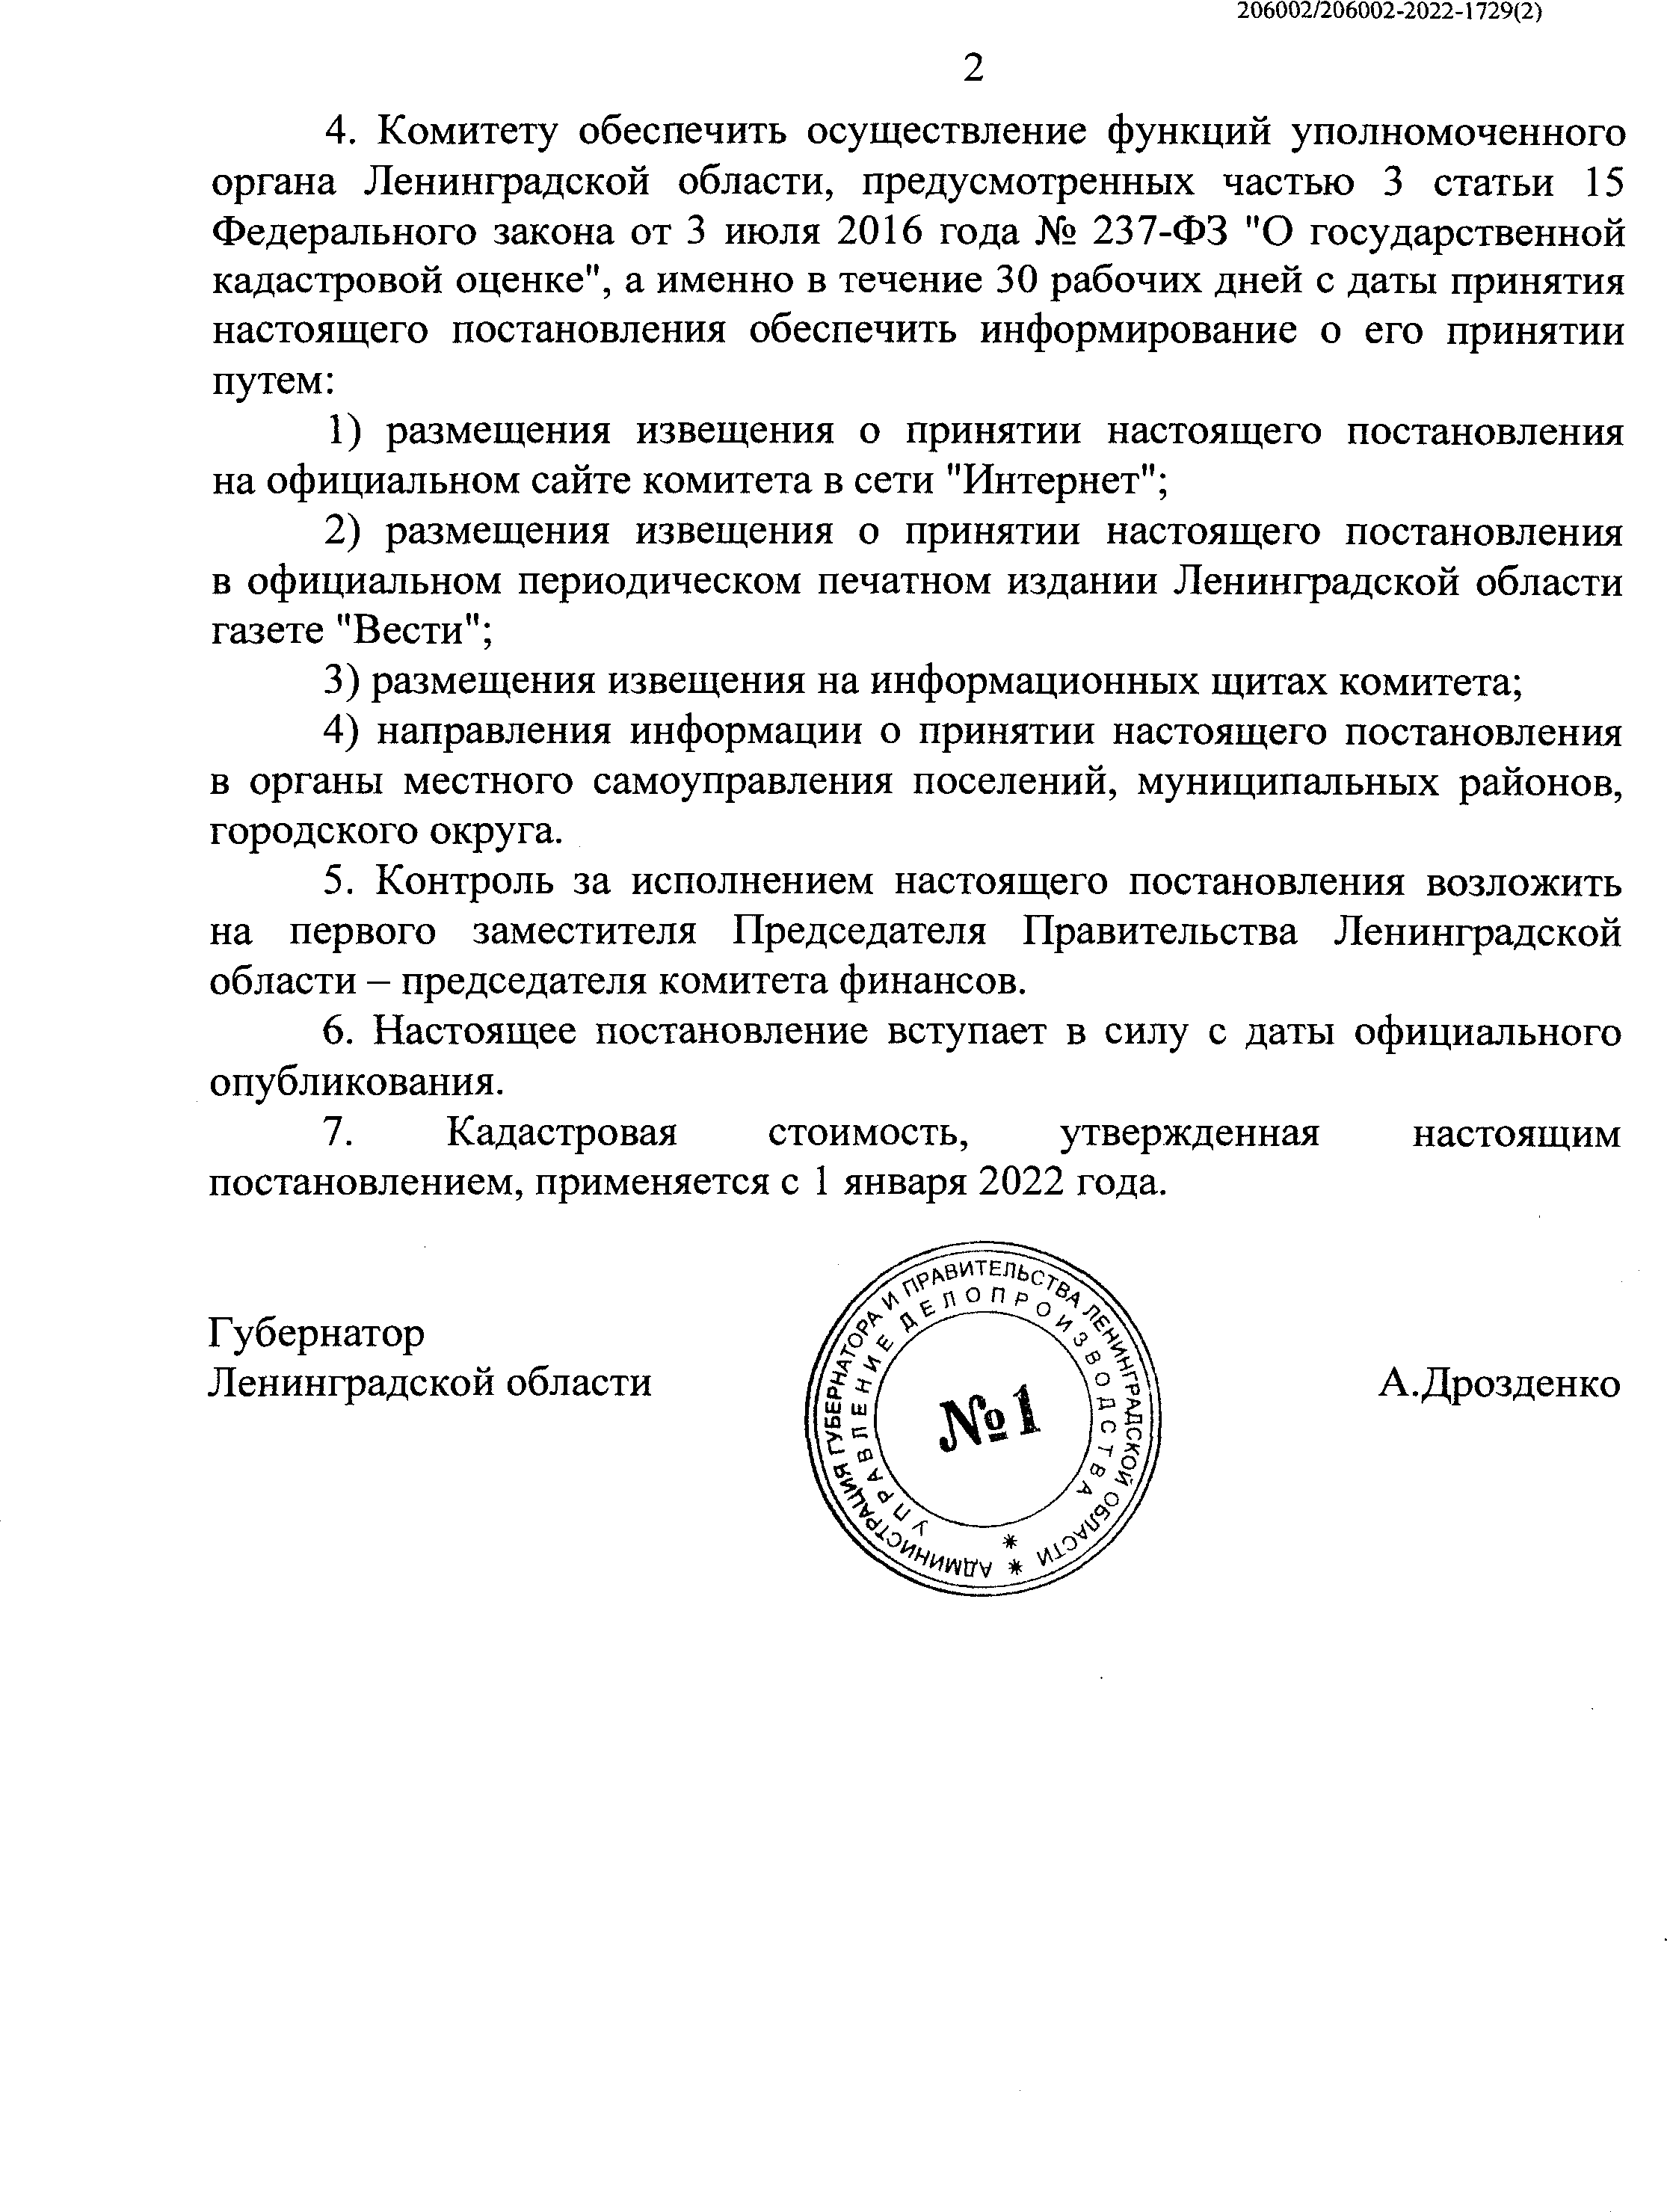 206002/206002-2022-1729(2)
2
4. Комитету обеспечить осуществление функций уполномоченного
органа Ленинградской области, предусмотренных частью 3 статьи 15
Федерального закона от 3 июля 2016 года № 237-ФЗ "О государственной
кадастровой оценке", а именно в течение 30 рабочих дней с даты принятия
настоящего постановления обеспечить информирование о его принятии
путем:
1) размещения извещения о принятии настоящего постановления
на официальном сайте комитета в сети "Интернет";
2) размещения извещения о принятии настоящего постановления
в официальном периодическом печатном издании Ленинградской области
газете "Вести";
3) размещения извещения на информационных щитах комитета;
4) направления информации о принятии настоящего постановления
в органы местного самоуправления поселений, муниципальных районов,
городского округа.
5. Контроль за исполнением настоящего постановления возложить
на первого заместителя Председателя Правительства Ленинградской
области – председателя комитета финансов.
6. Настоящее постановление вступает в силу с даты официального
опубликования.
7. Кадастровая стоимость, утвержденная настоящим
постановлением, применяется с 1 января 2022 года.
Губернатор
Ленинградской области
А.Дрозденко
АДМИНИСТРАЦИЯ ГУБЕРНАТОРА И ПРАВИТЕЛЬСТВА ЛЕНИНГРАДСКОЙ ОБЛАСТИ *
УПРАВЛЕНИЕ ДЕЛОПРОИЗВОДСТВА *
№1